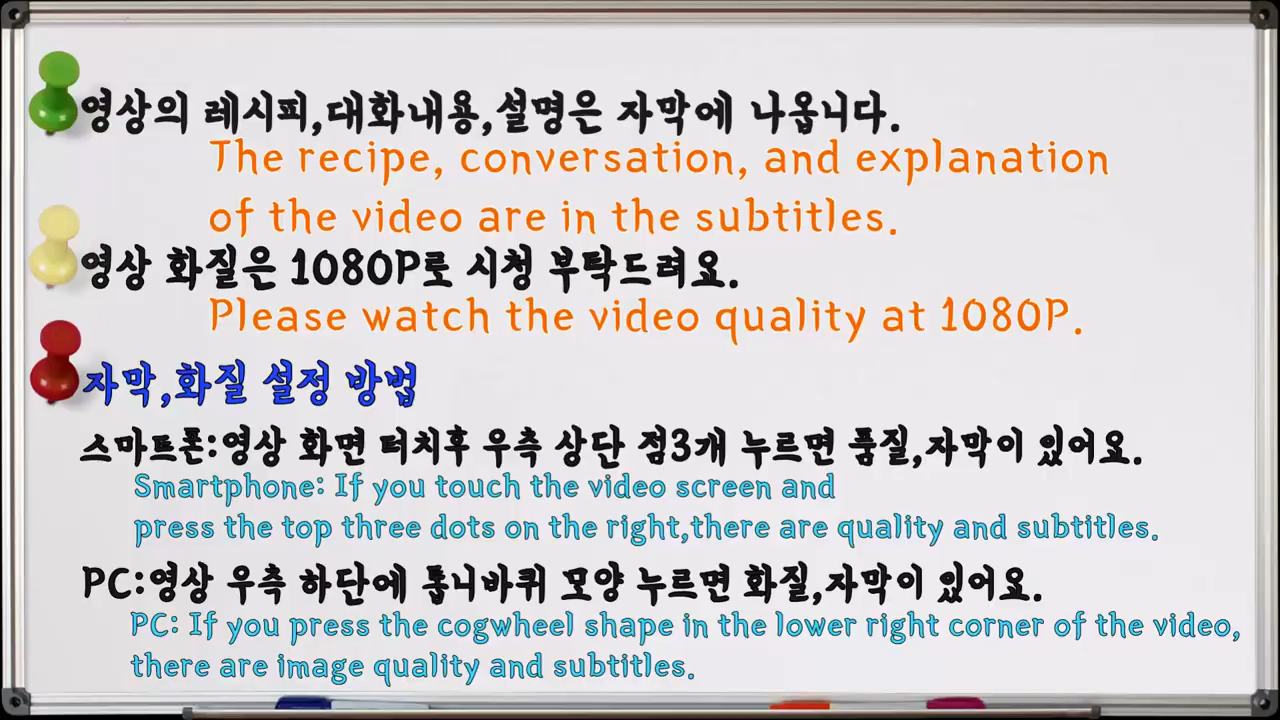 영상의 레시피,대화내용,설명은 자막에 나옵니다.
The recipe, conversation, and explanation
of the video are in the subtitles.
영상 화질은 1080P로 시청 부탁드려요.
Please watch the video quality at 1080P.
자막,화질 설정 방법
스마트폰:영상 화면 터치후 우측 상단 점3개 누르면 품질,자막이 있어요.
Smartphone: If you touch the video screen and
press the top three dots on the right,there are quality and subtitles.
PC:영상 우측 하단에 톱니바퀴 모양 누르면 화질,자막이 있어요.
PC: If you press the cogwheel shape in the lower right corner of the video,
there are image quality and subtitles.